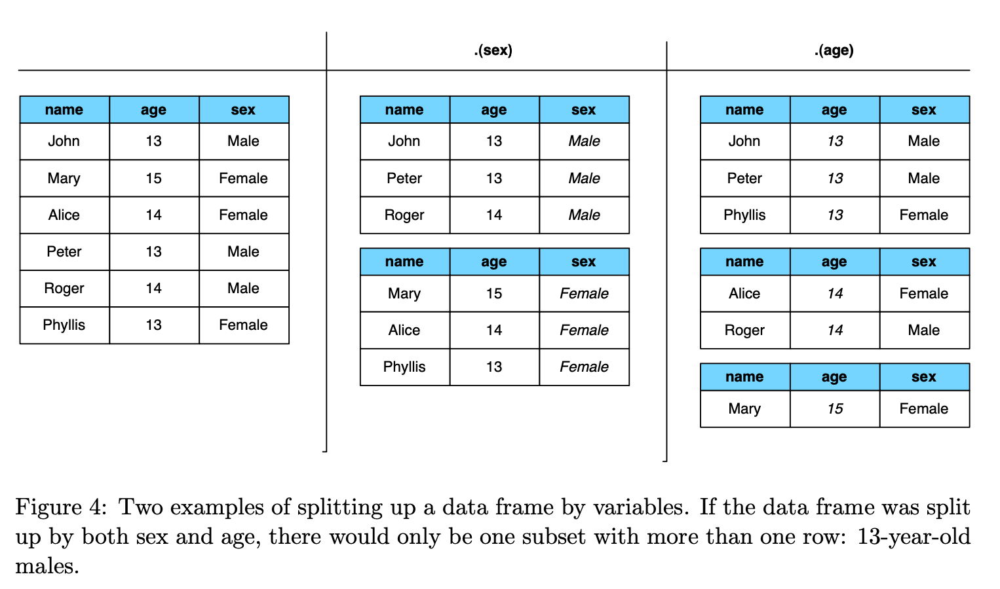 .(sex) .(age)
name age sex
John 13 Male
Mary 15 Female
Alice 14 Female
Peter 13 Male
Roger 14 Male
Phyllis 13 Female
name age sex
John 13 Male
Peter 13 Male
Roger 14 Male
name age sex
Mary 15 Female
Alice 14 Female
Phyllis 13 Female
name age sex
John 13 Male
Peter 13 Male
Phyllis 13 Female
name age sex
Alice 14 Female
Roger 14 Male
name age sex
Mary 15 Female
Figure 4: Two examples of splitting up a data frame by variables. If the data frame was split
up by both sex and age, there would only be one subset with more than one row: 13-year-old
males.